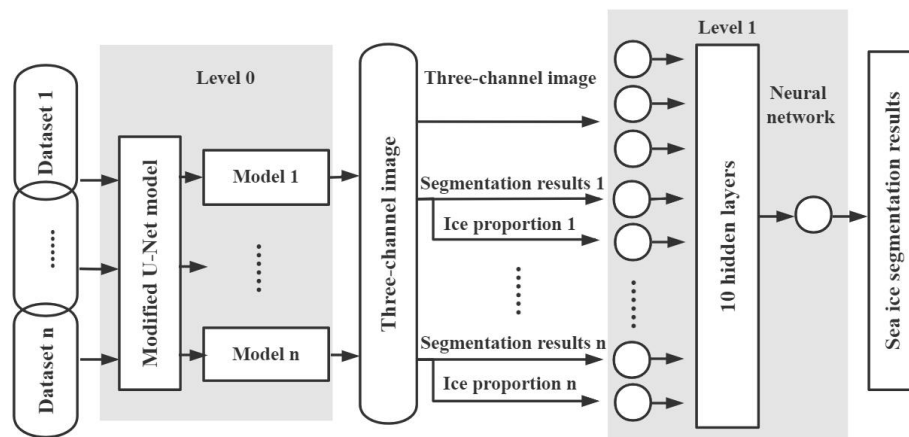 Dataset 1
......
Dataset n
Level 0
Modified U-Net model
Model 1
......
Model n
Three-channel image
Three-channel image
Segmentation results 1
Ice proportion 1
......
Segmentation results n
Ice proportion n
Level 1
......
10 hidden layers
Neural
network
Sea ice segmentation results